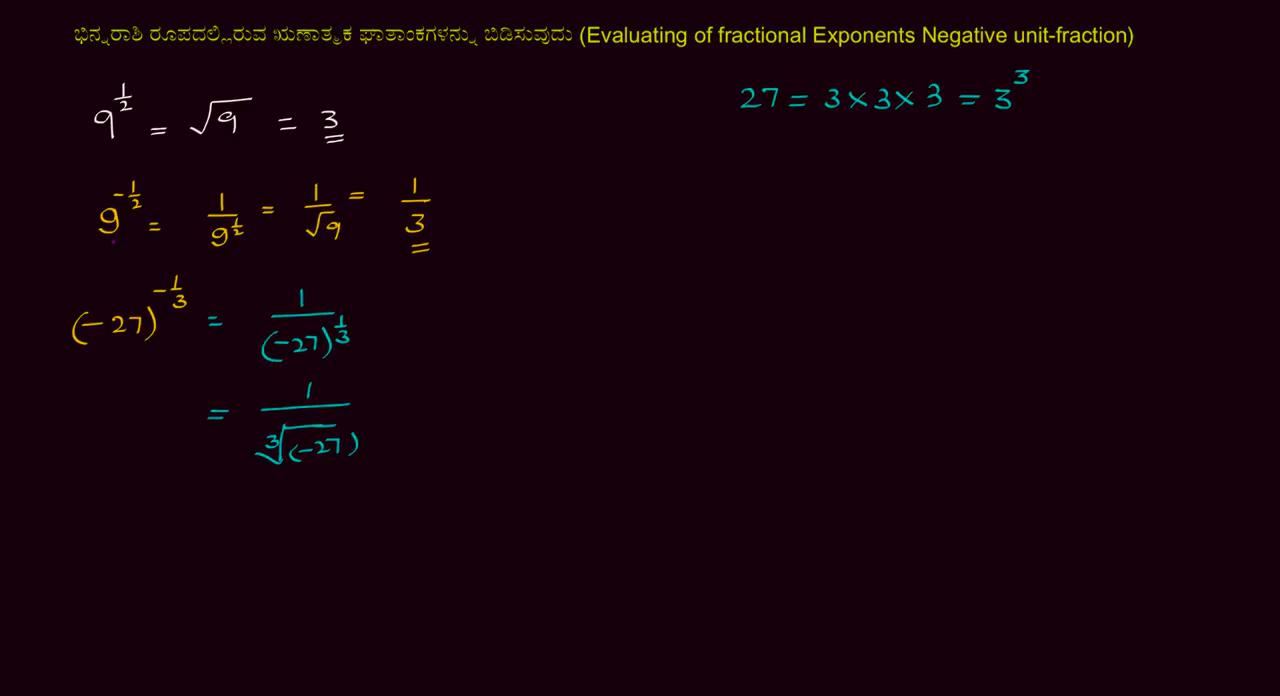 ಭಿನ್ನರಾಶಿ ರೂಪದಲ್ಲಿರುವ ಋಣಾತ್ಮಕ ಘಾತಾಂಕಗಳನ್ನು ಬಿಡಿಸುವುದು (Evaluating of fractional Exponents Negative unit-fraction)
9^{1/2} = √9 = 3
27 = 3 × 3 × 3 = 3^3
9^{-1/2} = 1/9^{1/2} = 1/√9 = 1/3
(-27)^{-1/3} = 1/(-27)^{1/3}
= 1/∛(-27)